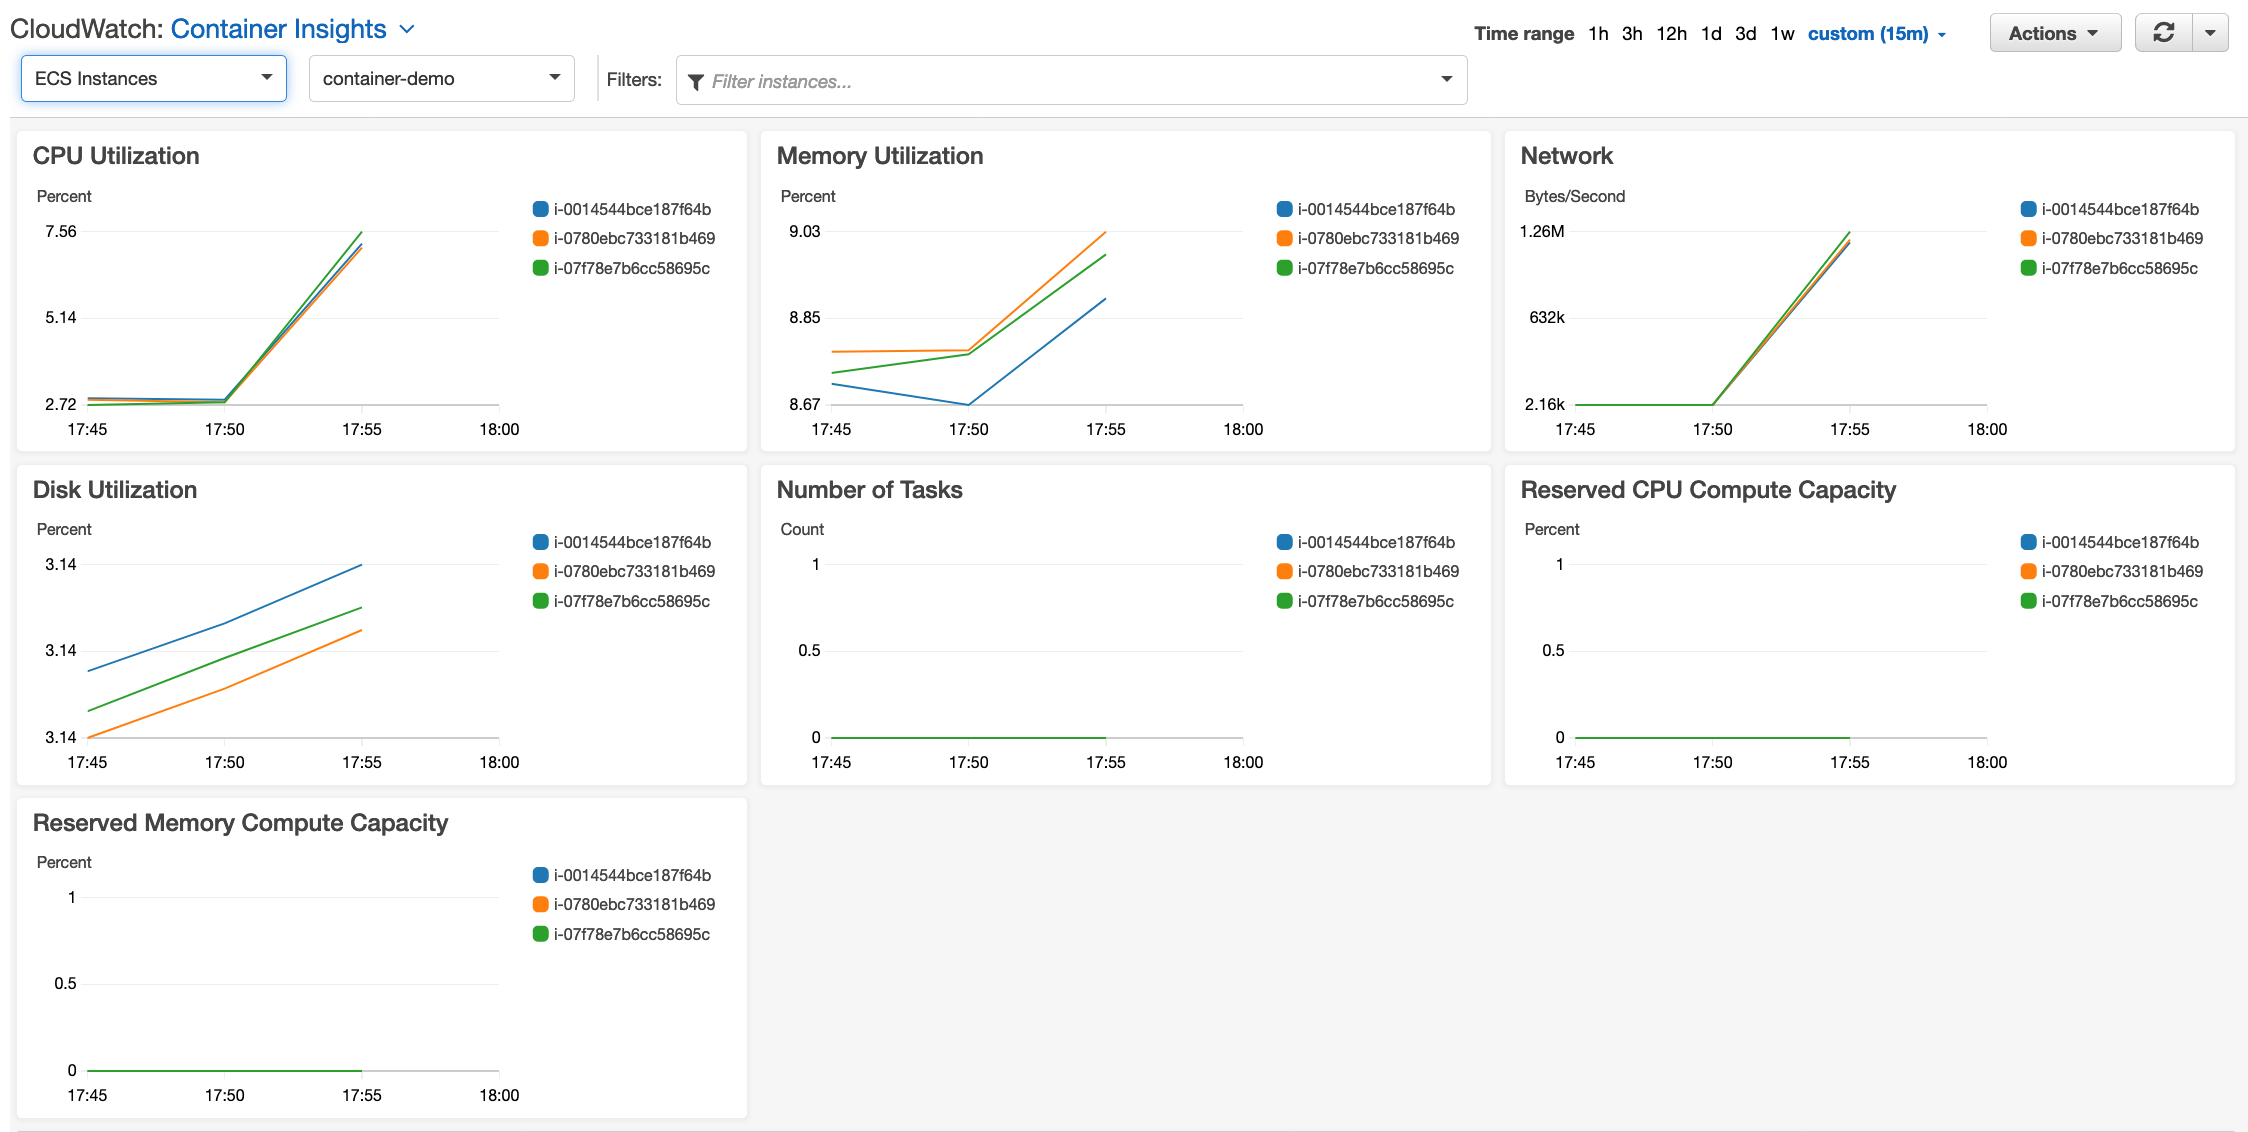 CloudWatch: Container Insights
Time range 1h 3h 12h 1d 3d 1w custom (15m)
Actions
ECS Instances
container-demo
Filters:
Filter instances...
CPU Utilization
Percent
7.56
5.14
2.72
17:45 17:50 17:55 18:00
i-0014544bce187f64b
i-0780ebc733181b469
i-07f78e7b6cc58695c
Memory Utilization
Percent
9.03
8.85
8.67
17:45 17:50 17:55 18:00
i-0014544bce187f64b
i-0780ebc733181b469
i-07f78e7b6cc58695c
Network
Bytes/Second
1.26M
632k
2.16k
17:45 17:50 17:55 18:00
i-0014544bce187f64b
i-0780ebc733181b469
i-07f78e7b6cc58695c
Disk Utilization
Percent
3.14
3.14
3.14
17:45 17:50 17:55 18:00
i-0014544bce187f64b
i-0780ebc733181b469
i-07f78e7b6cc58695c
Number of Tasks
Count
1
0.5
0
17:45 17:50 17:55 18:00
i-0014544bce187f64b
i-0780ebc733181b469
i-07f78e7b6cc58695c
Reserved CPU Compute Capacity
Percent
1
0.5
0
17:45 17:50 17:55 18:00
i-0014544bce187f64b
i-0780ebc733181b469
i-07f78e7b6cc58695c
Reserved Memory Compute Capacity
Percent
1
0.5
0
17:45 17:50 17:55 18:00
i-0014544bce187f64b
i-0780ebc733181b469
i-07f78e7b6cc58695c